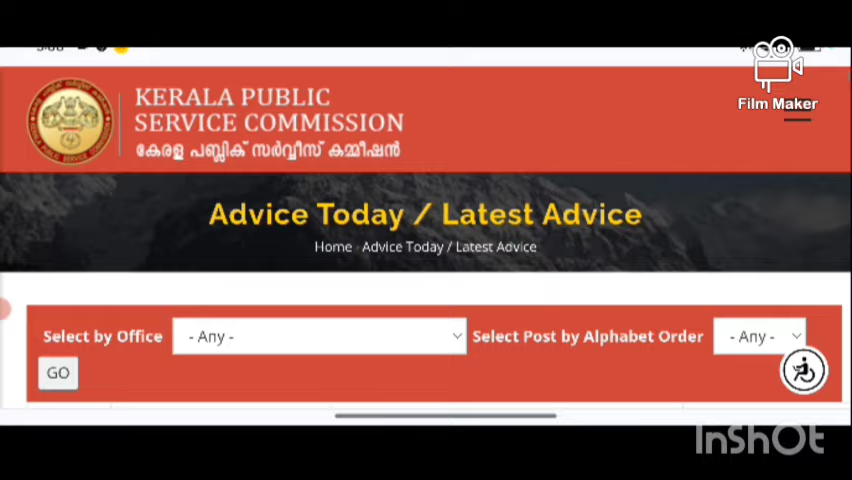 Film Maker
KERALA PUBLIC
SERVICE COMMISSION
കേരള പബ്ലിക് സർവ്വീസ് കമ്മീഷൻ
Advice Today / Latest Advice
Home · Advice Today / Latest Advice
Select by Office - Any - Select Post by Alphabet Order - Any -
GO
InShOt